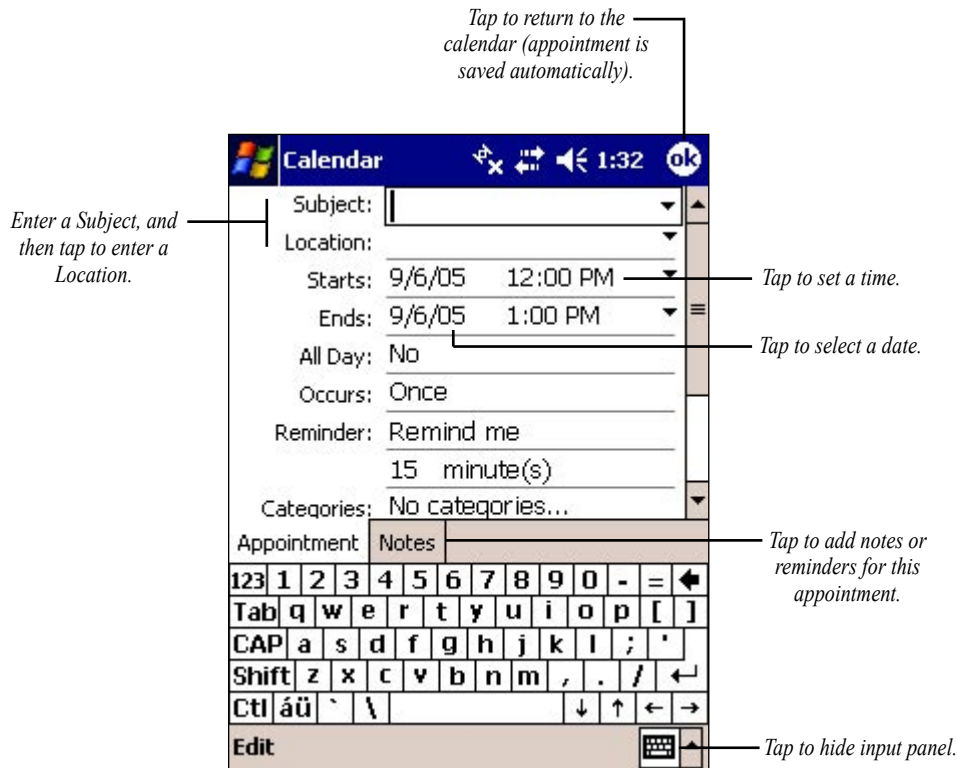 Tap to return to the
calendar (appointment is
saved automatically).
Calendar 1:32 ok
Enter a Subject, and
then tap to enter a
Location.
Subject:
Location:
Starts: 9/6/05 12:00 PM
Tap to set a time.
Ends: 9/6/05 1:00 PM
Tap to select a date.
All Day: No
Occurs: Once
Reminder: Remind me
15 minute(s)
Categories: No categories...
Appointment Notes
Tap to add notes or
reminders for this
appointment.
123 1 2 3 4 5 6 7 8 9 0 - = 🡄
Tab q w e r t y u i o p [ ]
CAP a s d f g h j k l ; '
Shift z x c v b n m , . / ↵
Ctl áü ` \ ↓ ↑ ← →
Edit
Tap to hide input panel.